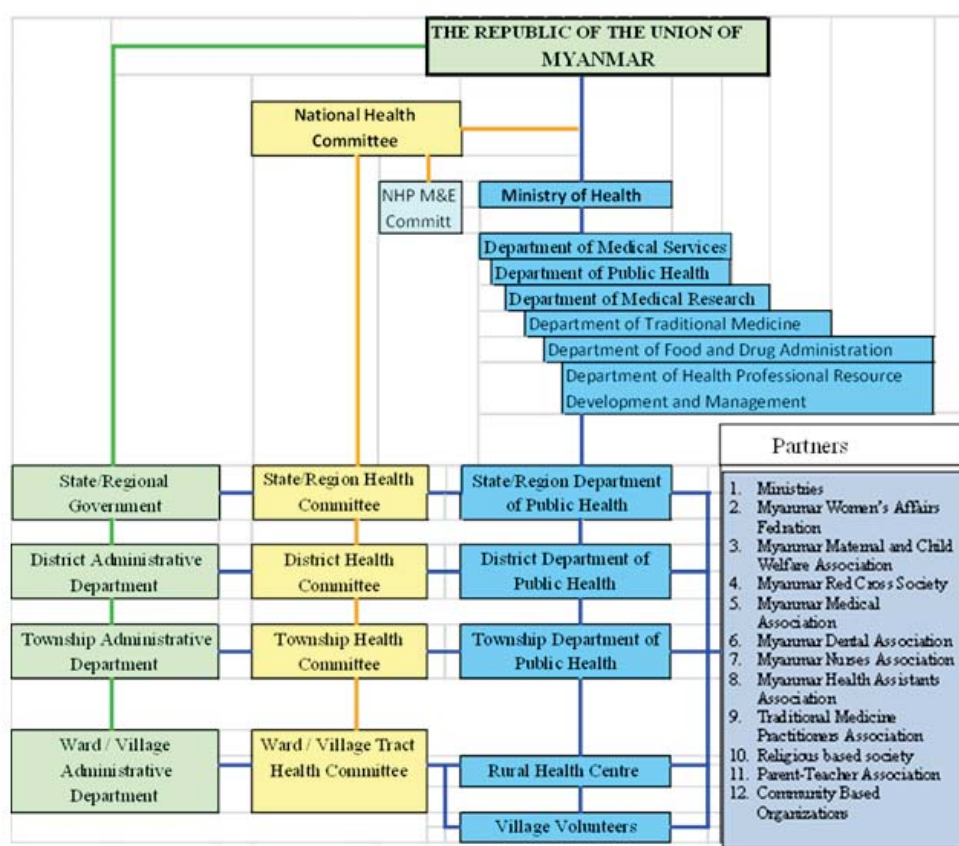 THE REPUBLIC OF THE UNION OF
MYANMAR
National Health
Committee
NHP M&E
Committ
Ministry of Health
Department of Medical Services
Department of Public Health
Department of Medical Research
Department of Traditional Medicine
Department of Food and Drug Administration
Department of Health Professional Resource
Development and Management
State/Regional
Government
State/Region Health
Committee
State/Region Department
of Public Health
District Administrative
Department
District Health
Committee
District Department of
Public Health
Township Administrative
Department
Township Health
Committee
Township Department of
Public Health
Ward / Village
Administrative
Department
Ward / Village Tract
Health Committee
Rural Health Centre
Village Volunteers
Partners
1. Ministries
2. Myanmar Women's Affairs
Fedration
3. Myanmar Maternal and Child
Welfare Association
4. Myanmar Red Cross Society
5. Myanmar Medical
Association
6. Myanmar Dental Association
7. Myanmar Nurses Association
8. Myanmar Health Assistants
Association
9. Traditional Medicine
Practitioners Association
10. Religious based society
11. Parent-Teacher Association
12. Community Based
Organizations